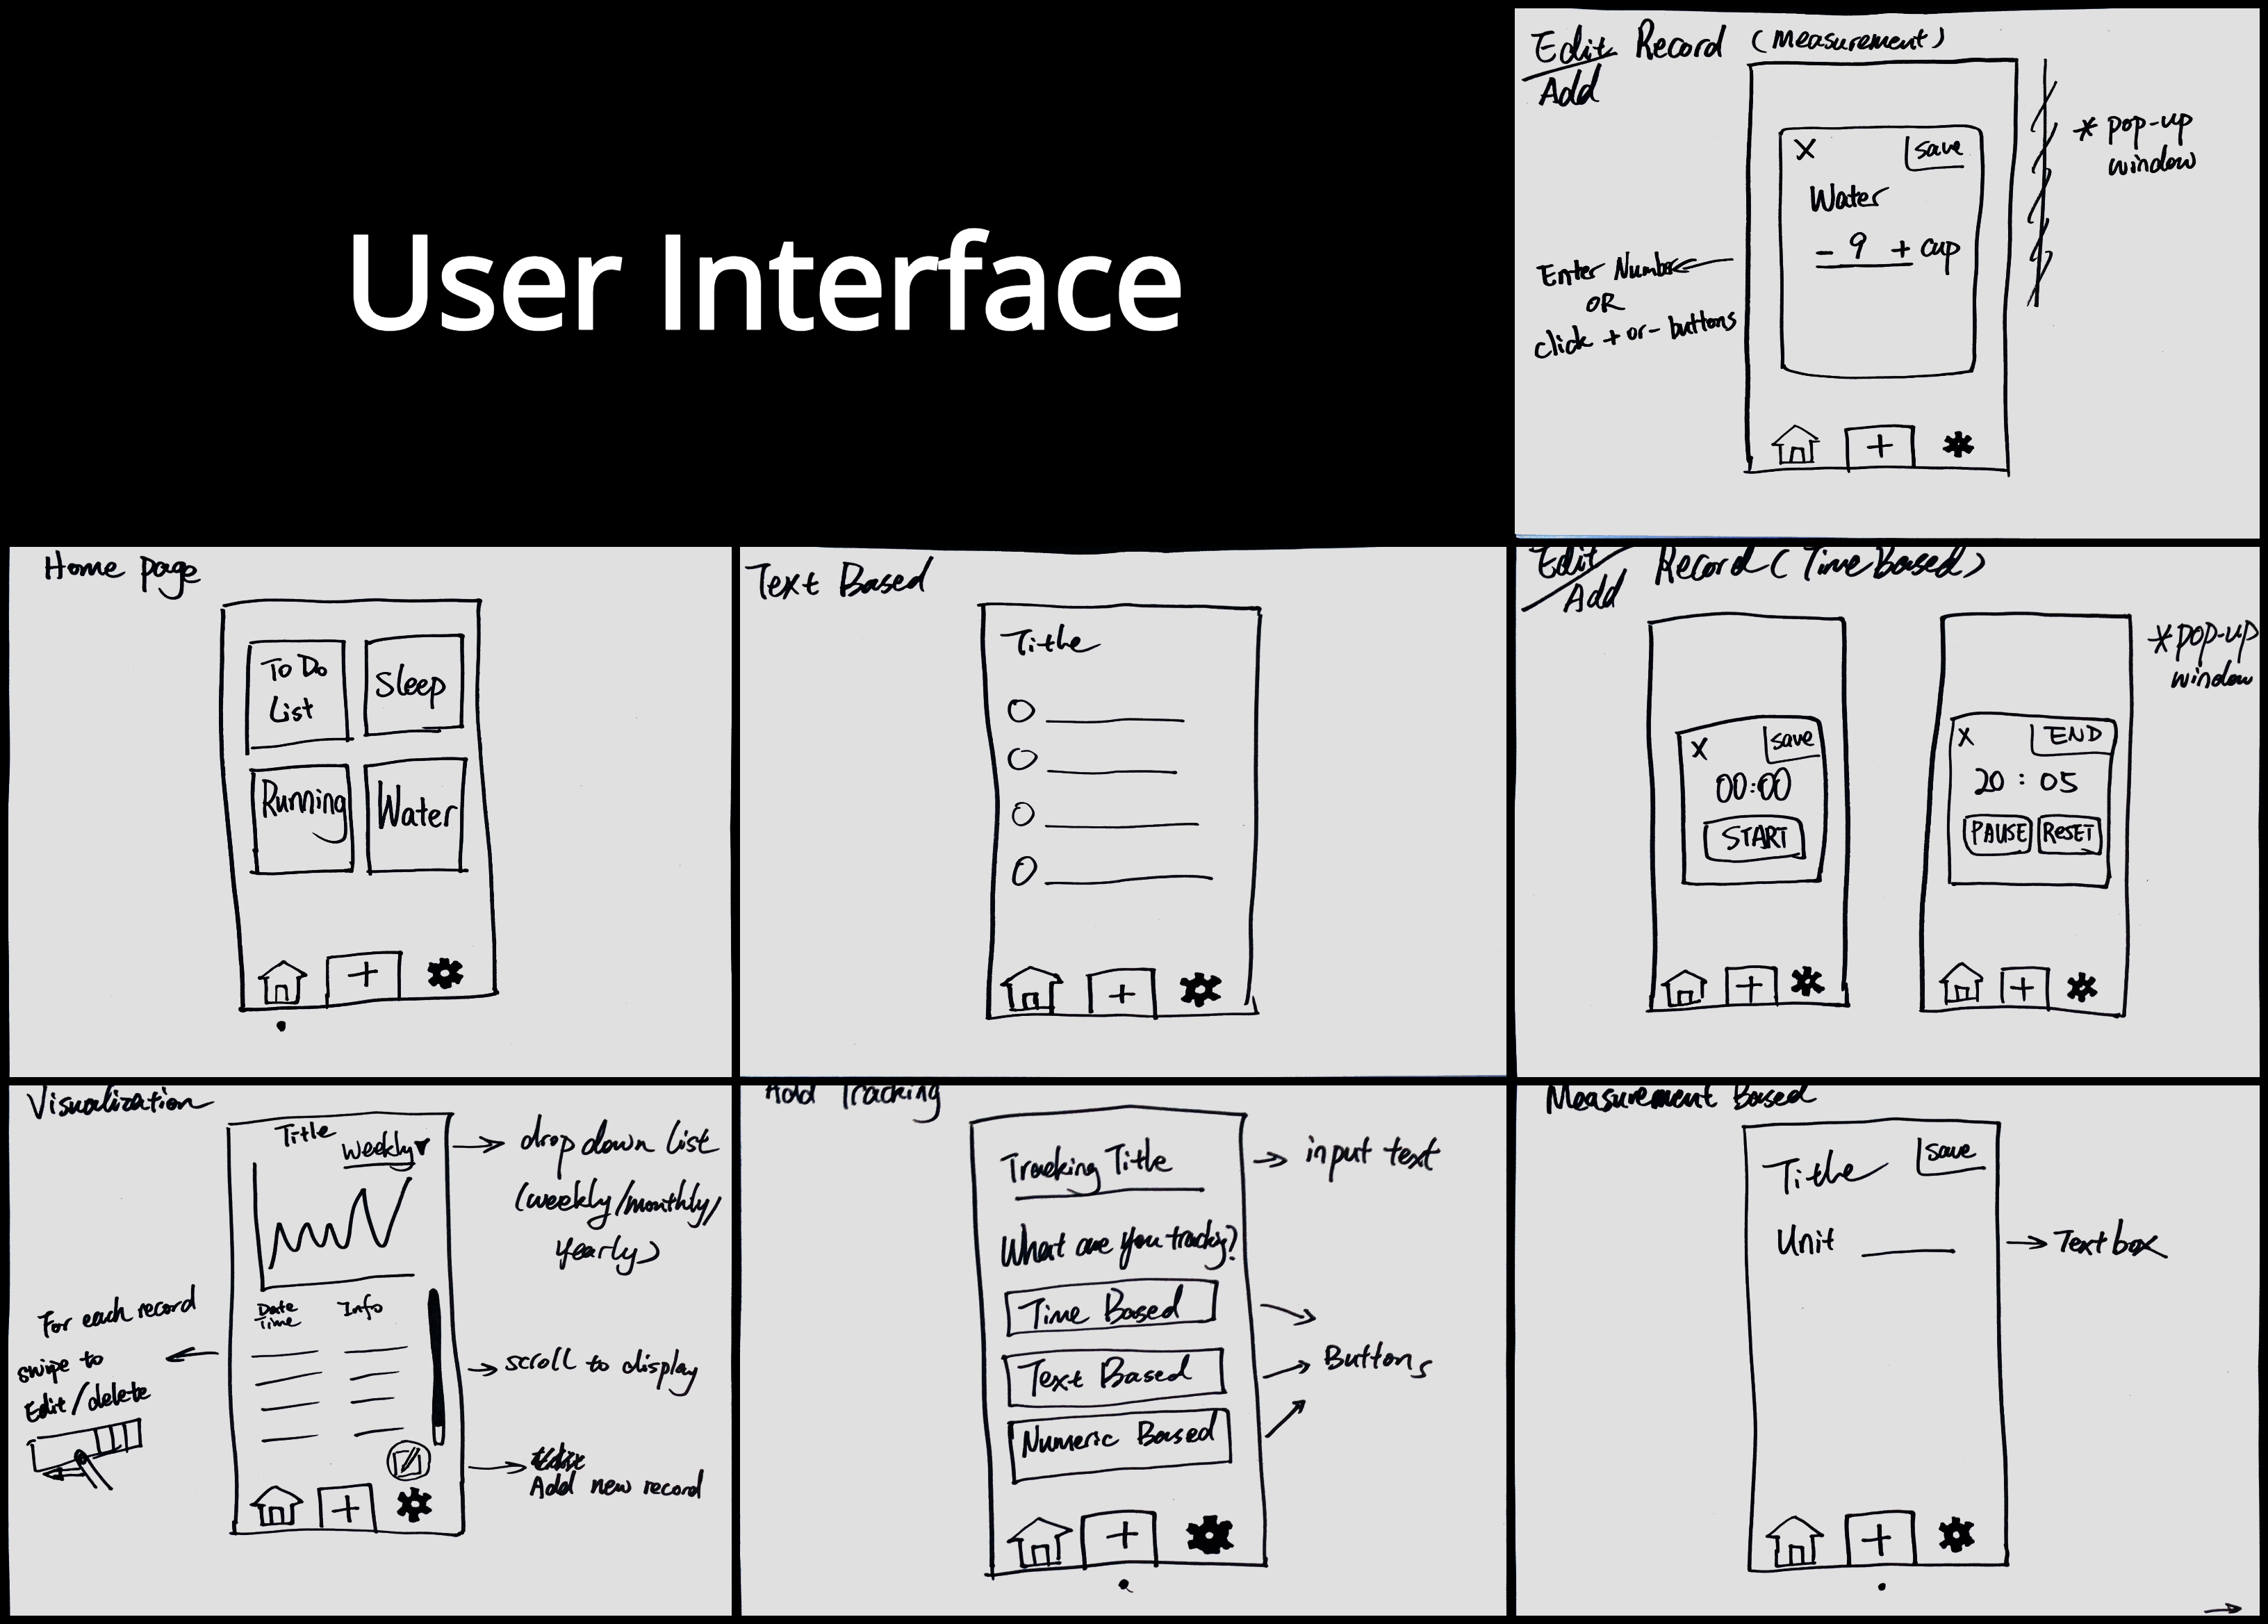 User Interface
Edit Record (Measurement)
Add
* pop-up
window
X save
Water
- 9 + cup
Enter Number
OR
click + or - buttons
+
Home page
To Do
List
Sleep
Running
Water
+
Text Based
Title
+
Edit Record (Time Based)
Add
* pop-up
window
X save
00:00
START
+
X END
20 : 05
PAUSE RESET
+
Visualization
Title
Weekly
drop down list
(weekly/monthly/
yearly)
Date Info
Time
For each record
swipe to
Edit/delete
scroll to display
Add new record
+
Add Tracking
Tracking Title
input text
What are you tracking?
Time Based
Text Based
Numeric Based
Buttons
+
Measurement Based
Title save
Unit
Text box
+